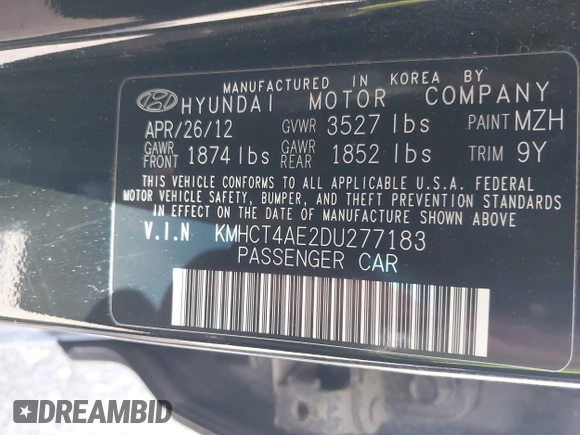 MANUFACTURED IN KOREA BY
HYUNDAI MOTOR COMPANY
APR/26/12 GVWR 3527 lbs PAINT MZH
GAWR FRONT 1874 lbs GAWR REAR 1852 lbs TRIM 9Y
THIS VEHICLE CONFORMS TO ALL APPLICABLE U.S.A. FEDERAL
MOTOR VEHICLE SAFETY, BUMPER, AND THEFT PREVENTION STANDARDS
IN EFFECT ON THE DATE OF MANUFACTURE SHOWN ABOVE
V.I.N KMHCT4AE2DU277183
PASSENGER CAR
DREAMBID